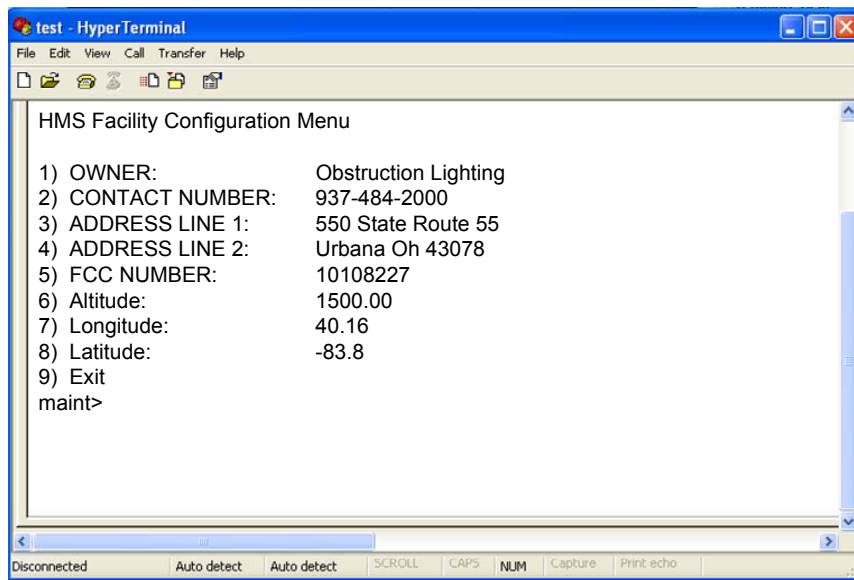 test - HyperTerminal
File Edit View Call Transfer Help
HMS Facility Configuration Menu
1) OWNER: Obstruction Lighting
2) CONTACT NUMBER: 937-484-2000
3) ADDRESS LINE 1: 550 State Route 55
4) ADDRESS LINE 2: Urbana Oh 43078
5) FCC NUMBER: 10108227
6) Altitude: 1500.00
7) Longitude: 40.16
8) Latitude: -83.8
9) Exit
maint>
Disconnected Auto detect Auto detect SCROLL CAPS NUM Capture Print echo